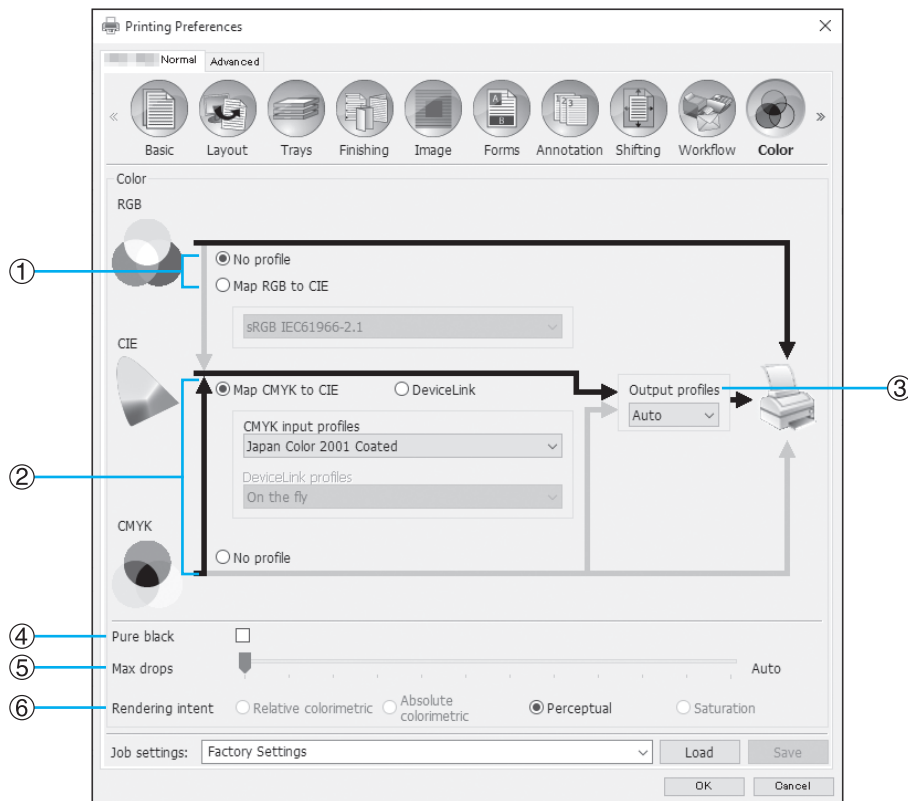 Printing Preferences
Normal Advanced
Basic Layout Trays Finishing Image Forms Annotation Shifting Workflow Color
Color
RGB
① No profile
Map RGB to CIE
sRGB IEC61966-2.1
CIE
Map CMYK to CIE DeviceLink
Output profiles ③
Auto
CMYK input profiles
Japan Color 2001 Coated
② DeviceLink profiles
On the fly
CMYK
No profile
④ Pure black
⑤ Max drops Auto
⑥ Rendering intent Relative colorimetric Absolute colorimetric Perceptual Saturation
Job settings: Factory Settings Load Save
OK Cancel